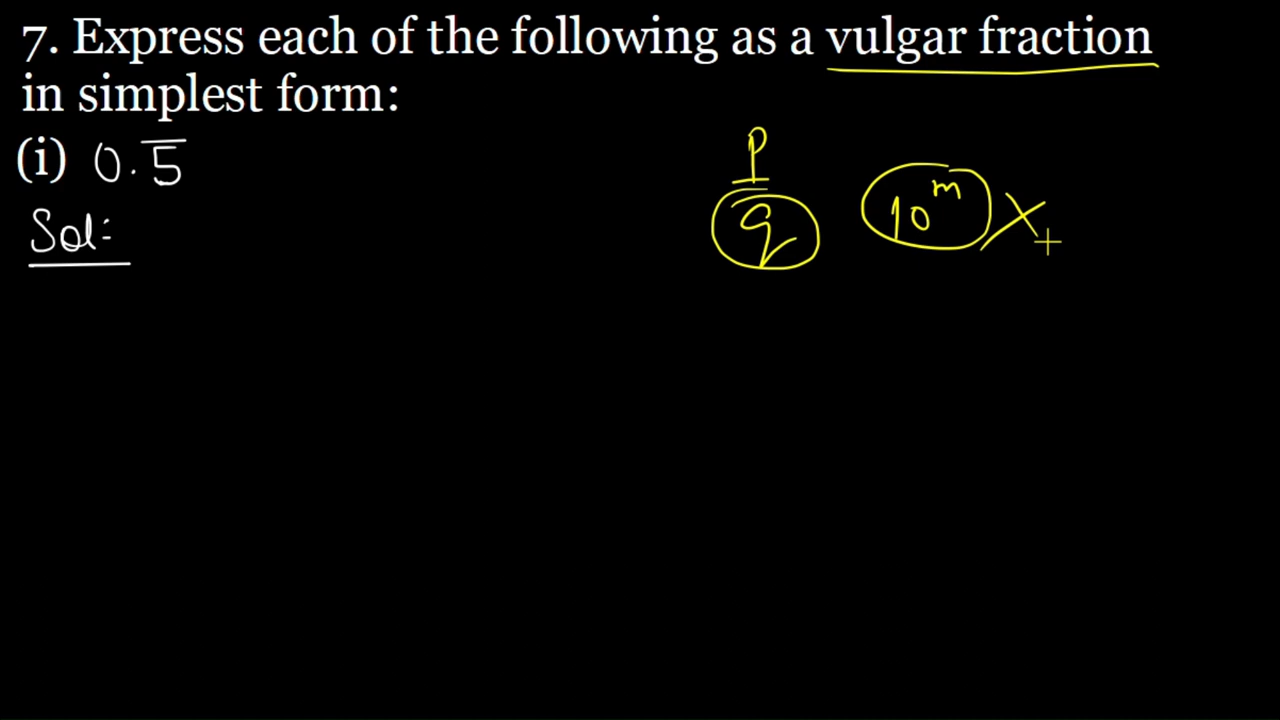 7. Express each of the following as a vulgar fraction
in simplest form:
(i) 0.5̅
Sol:
p
q
10^m